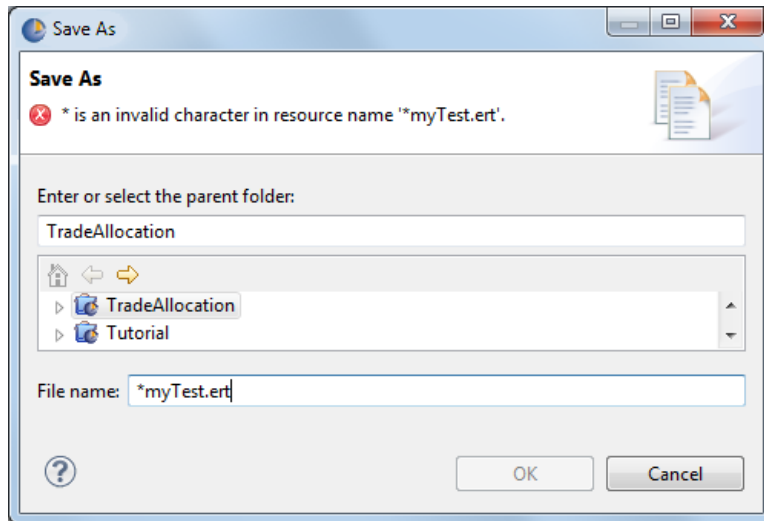 Save As
Save As
* is an invalid character in resource name '*myTest.ert'.
Enter or select the parent folder:
TradeAllocation
TradeAllocation
Tutorial
File name: *myTest.ert
OK Cancel